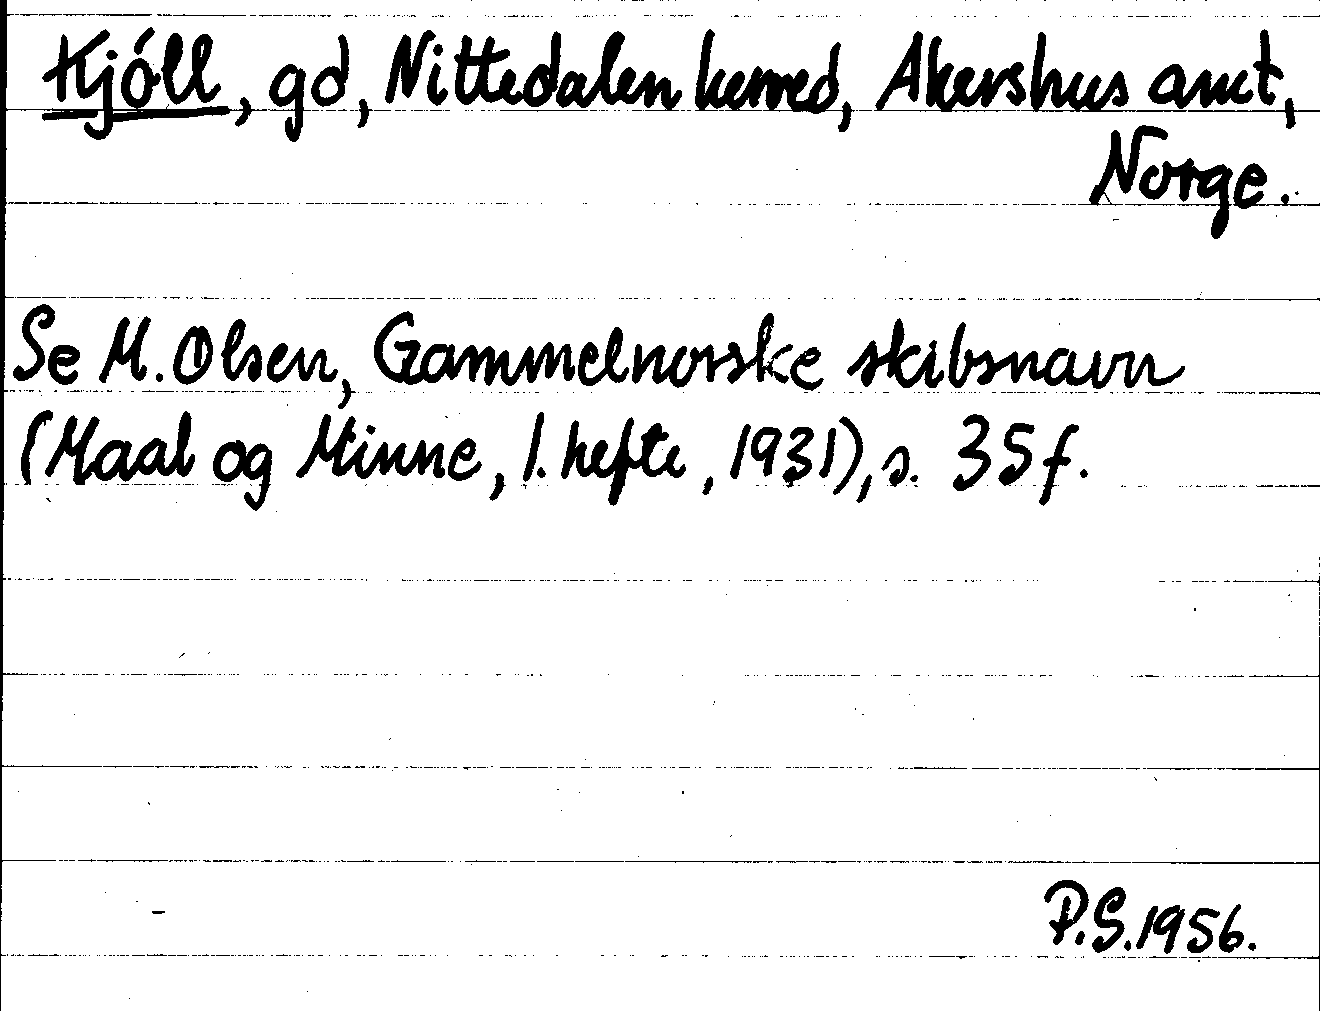 Kjóll, gd, Nittedalen herred, Akershus amt,
Norge.
Se M. Olsen, Gammelnorske skibsnavn
(Maal og Minne, 1. hefte, 1931), s. 35f.
P.S. 1956.